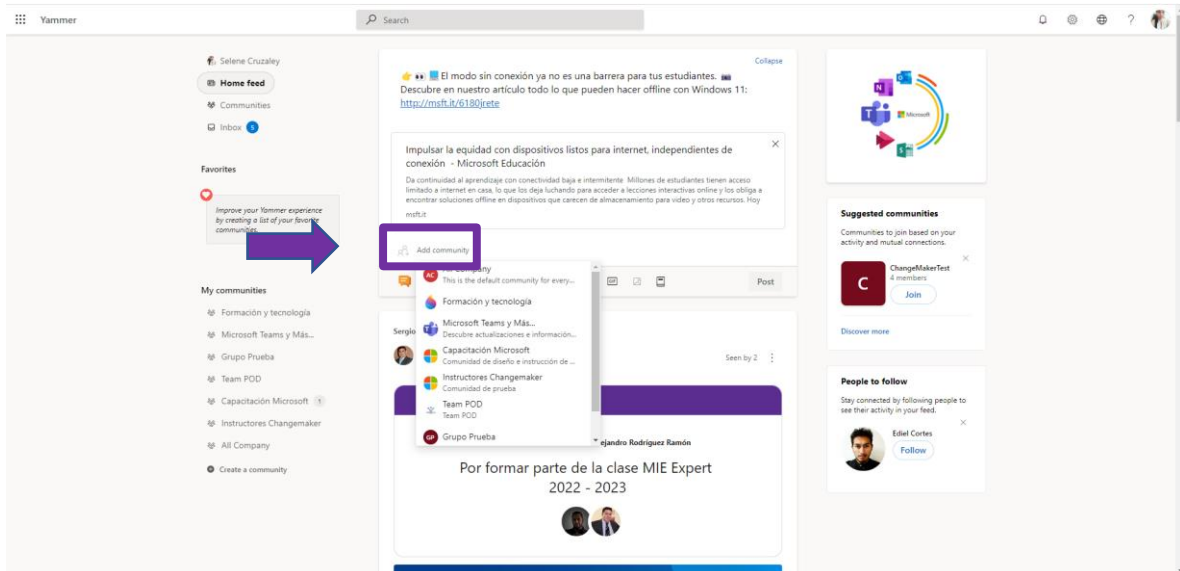 Yammer
Search
Selene Cruzaley
Home feed
Communities
Inbox 5
Favorites
Improve your Yammer experience
by creating a list of your favorite
communities.
My communities
Formación y tecnología
Microsoft Teams y Más...
Grupo Prueba
Team POD
Capacitación Microsoft 1
Instructores Changemaker
All Company
Create a community
Collapse
El modo sin conexión ya no es una barrera para tus estudiantes.
Descubre en nuestro artículo todo lo que pueden hacer offline con Windows 11:
http://msft.it/6180jrete
Impulsar la equidad con dispositivos listos para internet, independientes de
conexión - Microsoft Educación
Da continuidad al aprendizaje con conectividad baja e intermitente Millones de estudiantes tienen acceso
limitado a internet en casa, lo que los deja luchando para acceder a lecciones interactivas online y los obliga a
encontrar soluciones offline en dispositivos que carecen de almacenamiento para video y otros recursos. Hoy
msft.it
Add community
AC All Company
This is the default community for every...
Formación y tecnología
Microsoft Teams y Más...
Descubre actualizaciones e información...
Capacitación Microsoft
Comunidad de diseño e instrucción de ...
Instructores Changemaker
Comunidad de prueba
Team POD
Team POD
GP Grupo Prueba
GIF
Post
Sergio
Seen by 2
ejandro Rodriguez Ramón
Por formar parte de la clase MIE Expert
2022 - 2023
Microsoft
Suggested communities
Communities to join based on your
activity and mutual connections.
C
ChangeMakerTest
4 members
Join
Discover more
People to follow
Stay connected by following people to
see their activity in your feed.
Ediel Cortes
Follow